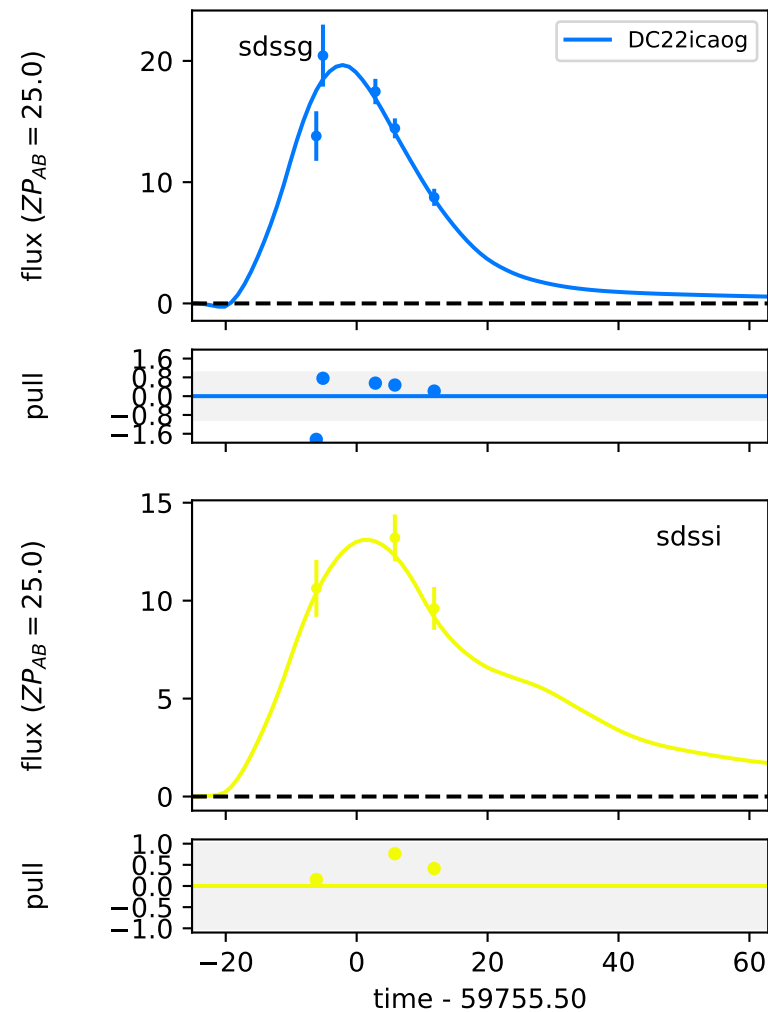 sdssg
DC22icaog
flux (ZP_AB = 25.0)
20
10
0
pull
1.6
0.8
0.0
−0.8
−1.6
sdssi
flux (ZP_AB = 25.0)
15
10
5
0
pull
1.0
0.5
0.0
−0.5
−1.0
−20 0 20 40 60
time - 59755.50